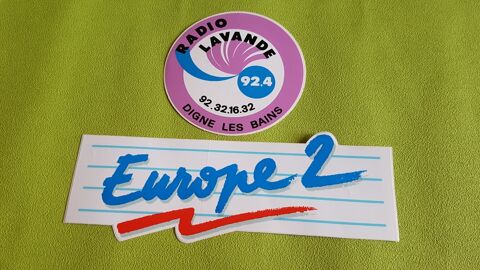 RADIO
LAVANDE
92.4
92.32.16.32
DIGNE LES BAINS
Europe 2